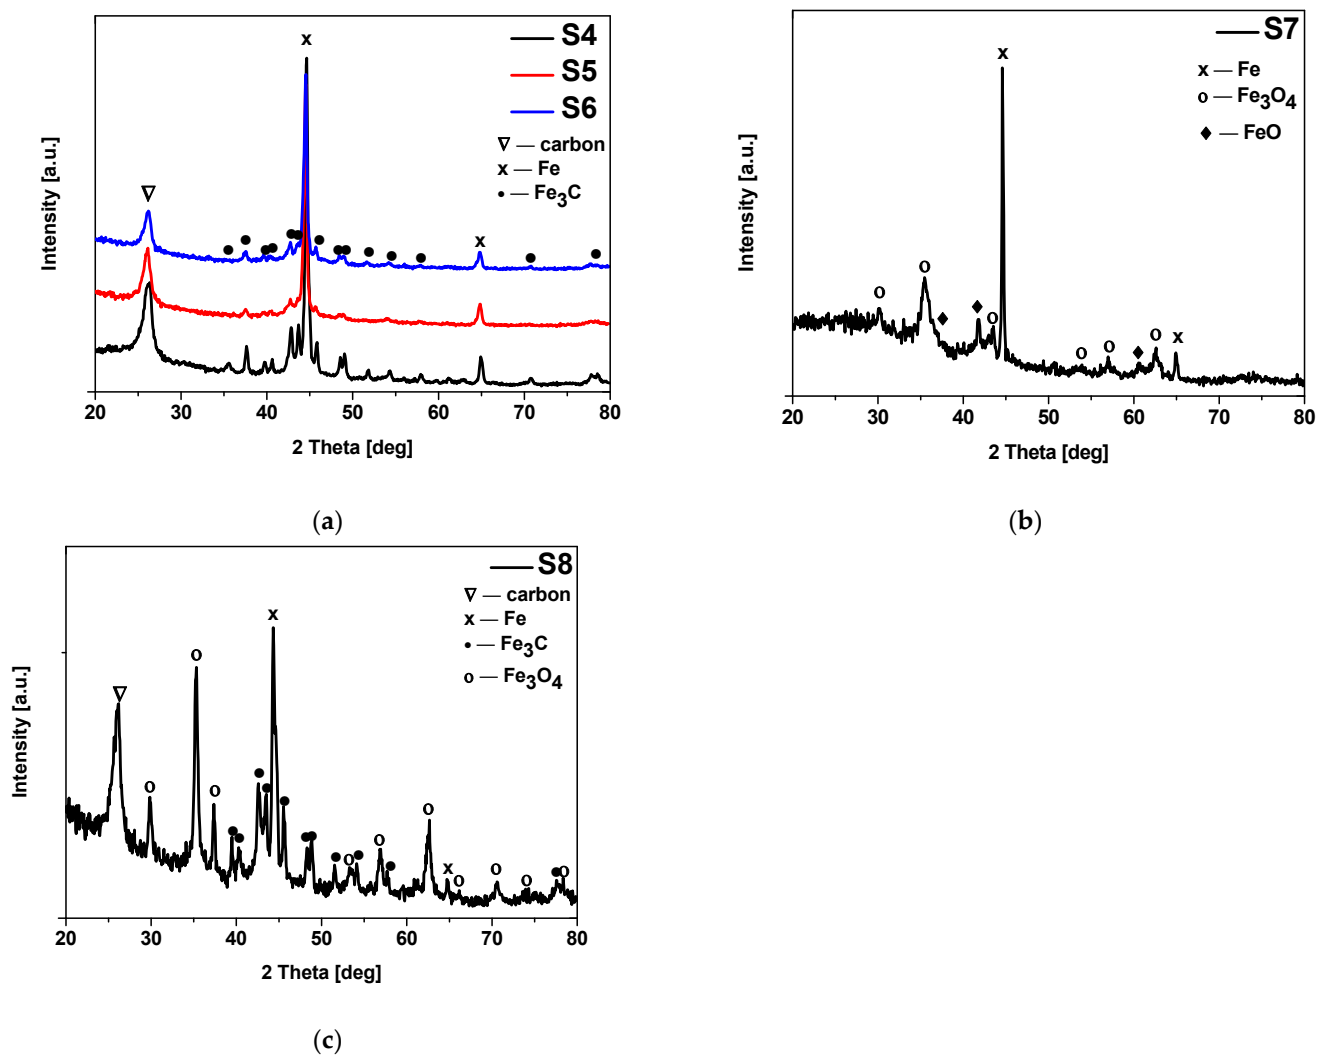 S4
S5
S6
∇ — carbon
x — Fe
• — Fe3C
x
∇
x
Intensity [a.u.]
20 30 40 50 60 70 80
2 Theta [deg]
(a)
S7
x — Fe
o — Fe3O4
♦ — FeO
x
o
o
♦
♦
o
o
o
♦
o
x
Intensity [a.u.]
20 30 40 50 60 70 80
2 Theta [deg]
(b)
S8
∇ — carbon
x — Fe
• — Fe3C
o — Fe3O4
x
o
∇
o
o
o
o
o
x
o
o
o
o
Intensity [a.u.]
20 30 40 50 60 70 80
2 Theta [deg]
(c)